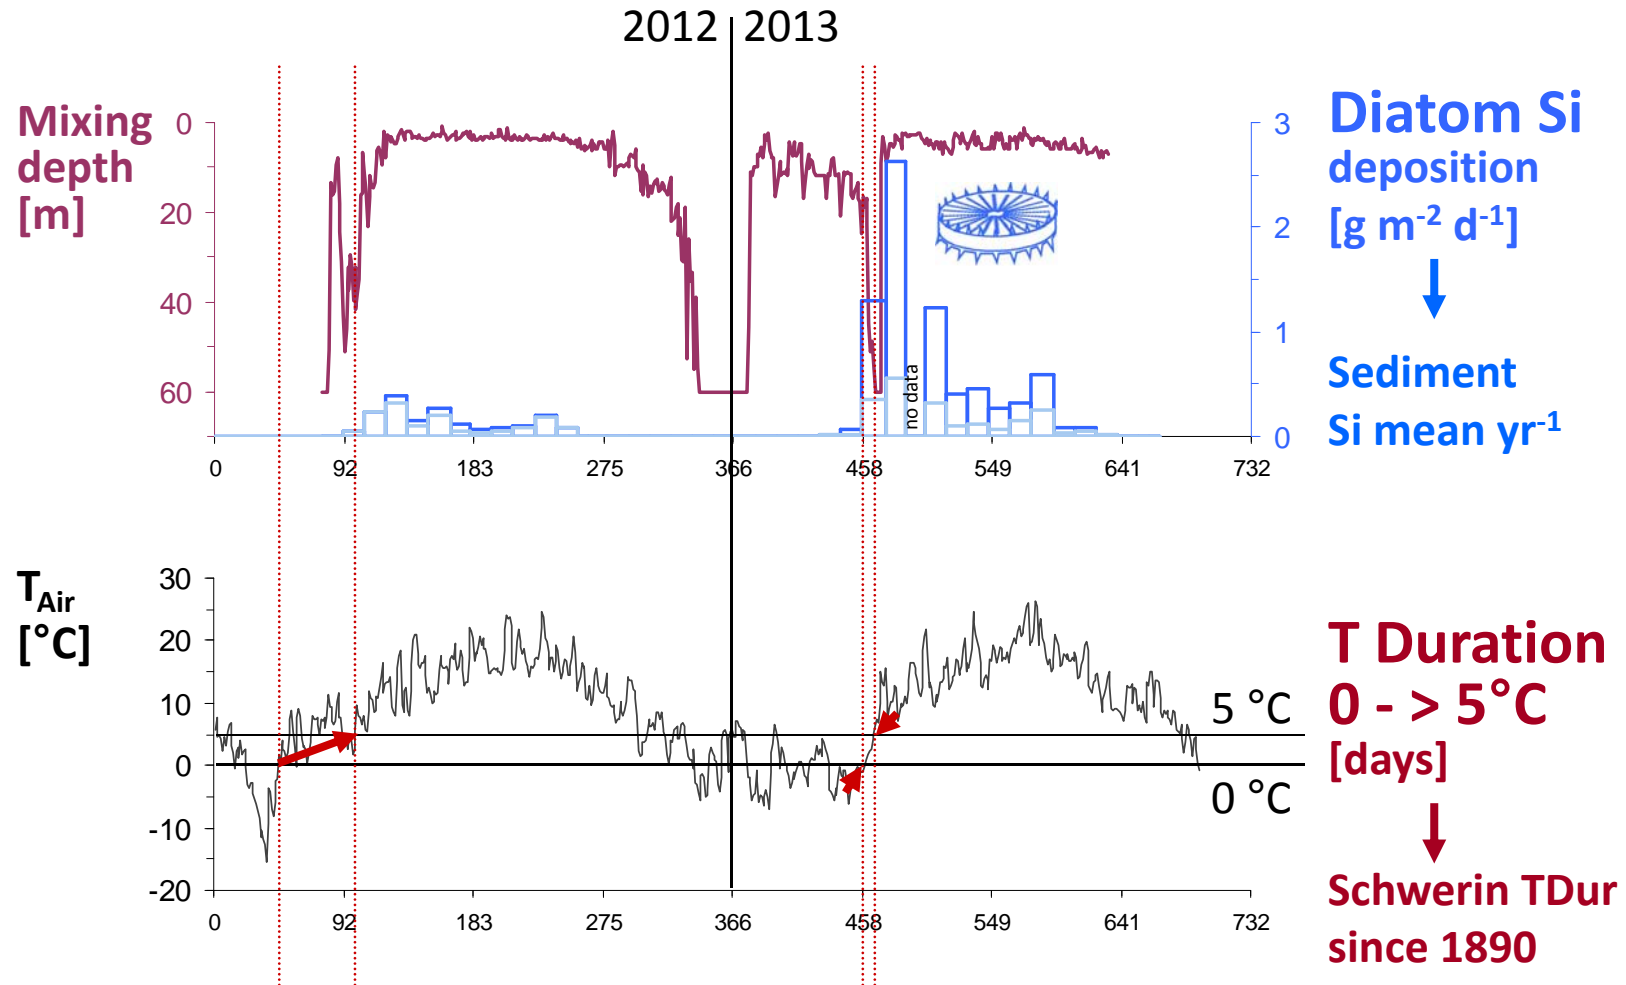 2012 2013
Mixing
depth
[m]
0
20
40
60
3
2
1
0
Diatom Si
deposition
[g m-2 d-1]
Sediment
Si mean yr-1
no data
0 92 183 275 366 458 549 641 732
TAir
[°C]
30
20
10
0
-10
-20
5 °C
0 °C
T Duration
0 - > 5°C
[days]
Schwerin TDur
since 1890
0 92 183 275 366 458 549 641 732